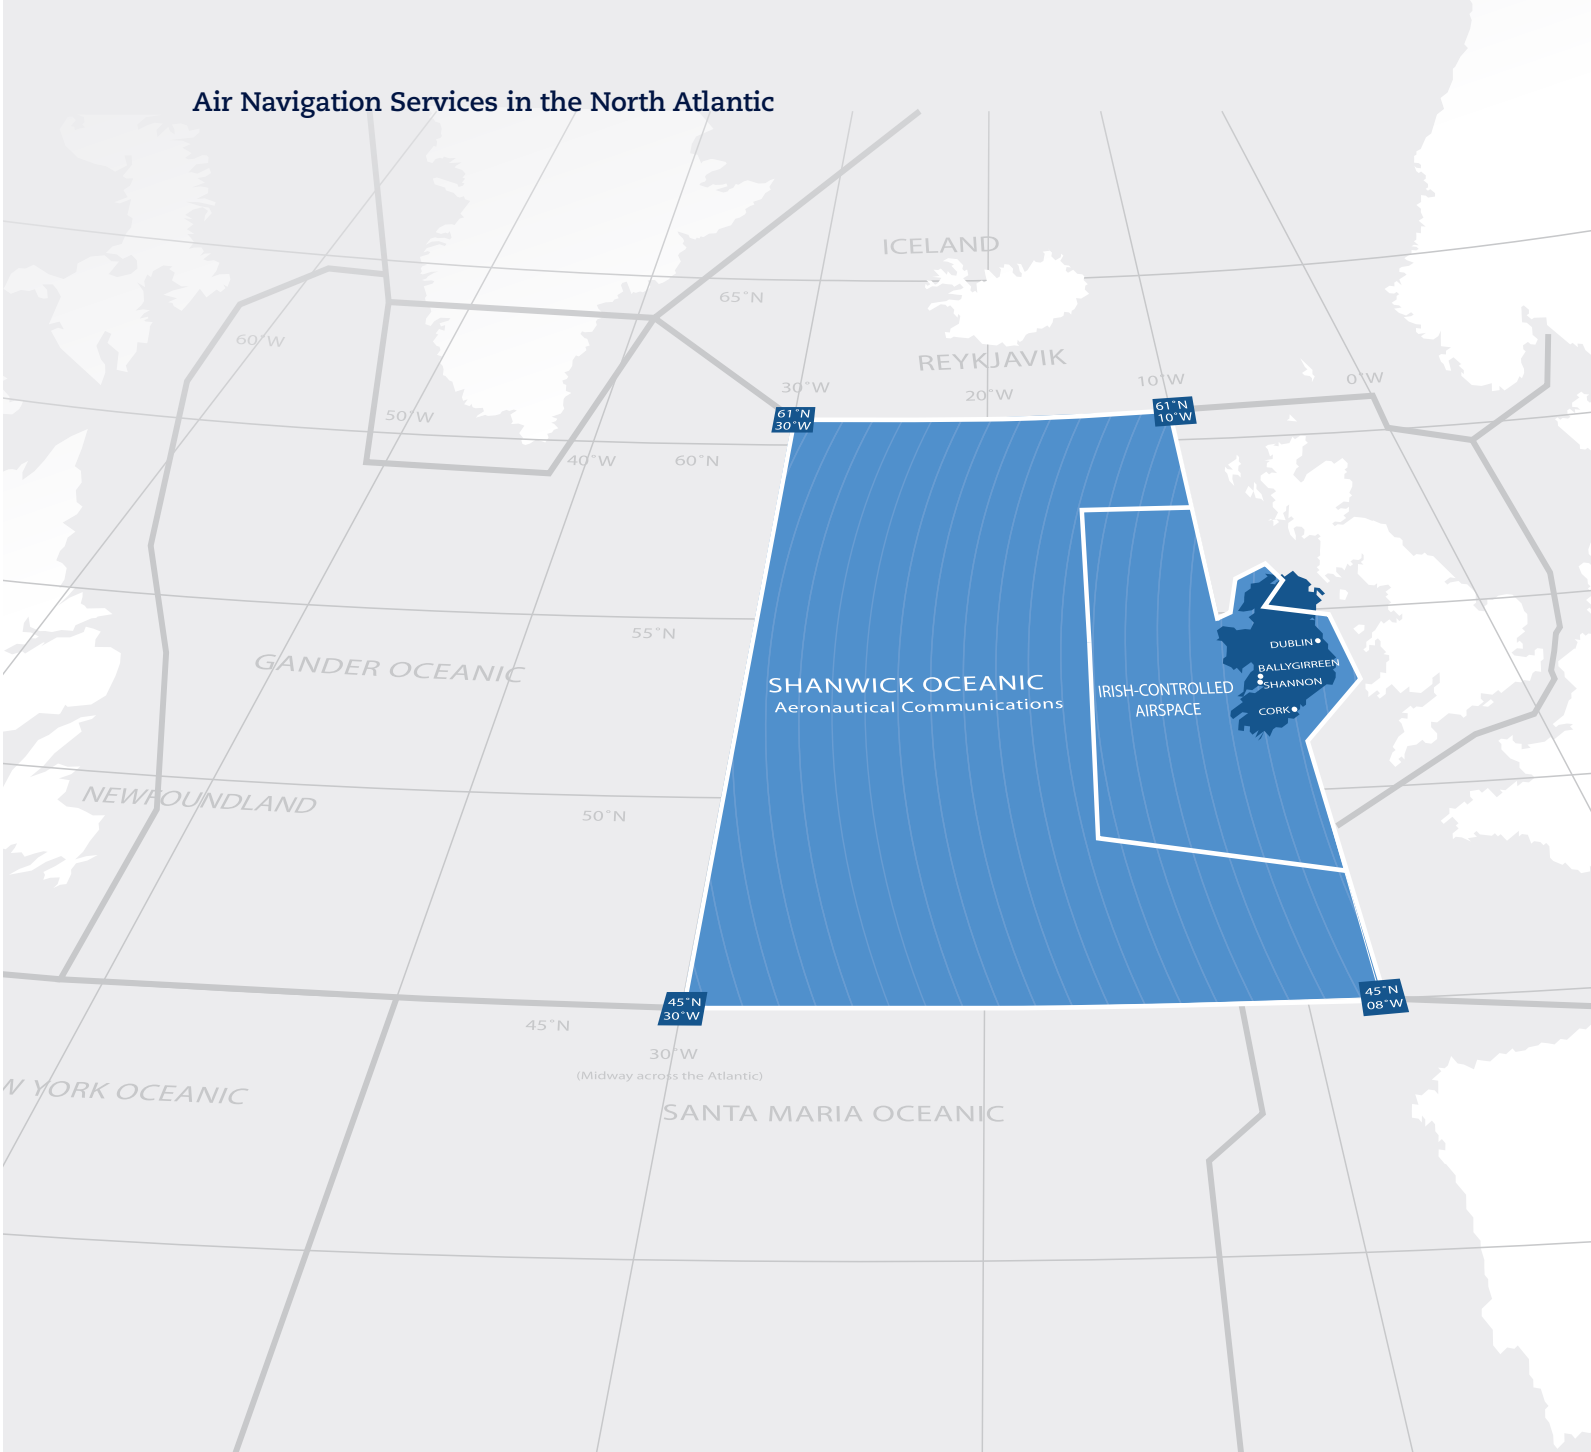 Air Navigation Services in the North Atlantic
ICELAND
65°N
60°W
REYKJAVIK
30°W
20°W
10°W
0°W
50°W
61°N
30°W
61°N
10°W
40°W
60°N
55°N
GANDER OCEANIC
DUBLIN
BALLYGIRREEN
SHANNON
CORK
SHANWICK OCEANIC
Aeronautical Communications
IRISH-CONTROLLED
AIRSPACE
NEWFOUNDLAND
50°N
45°N
30°W
45°N
08°W
45°N
30°W
(Midway across the Atlantic)
W YORK OCEANIC
SANTA MARIA OCEANIC